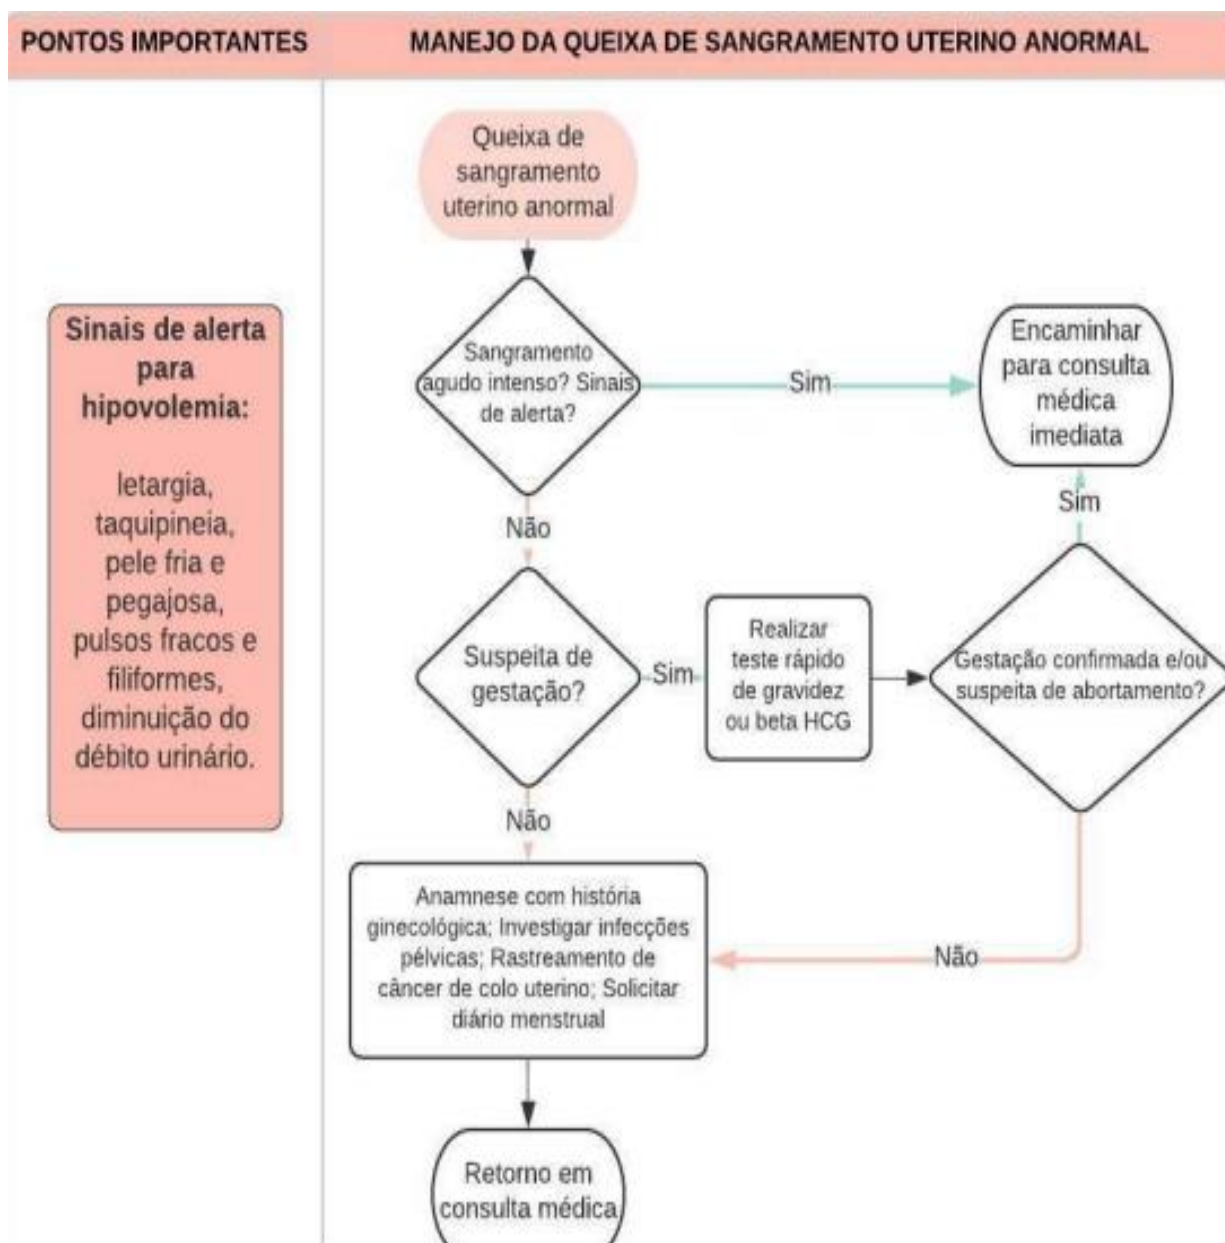 PONTOS IMPORTANTES
MANEJO DA QUEIXA DE SANGRAMENTO UTERINO ANORMAL
Sinais de alerta
para
hipovolemia:
letargia,
taquipineia,
pele fria e
pegajosa,
pulsos fracos e
filiformes,
diminuição do
débito urinário.
Queixa de
sangramento
uterino anormal
Sangramento
agudo intenso? Sinais
de alerta?
Sim
Encaminhar
para consulta
médica
imediata
Não
Suspeita de
gestação?
Sim
Realizar
teste rápido
de gravidez
ou beta HCG
Gestação confirmada e/ou
suspeita de abortamento?
Sim
Não
Não
Anamnese com história
ginecológica; Investigar infecções
pélvicas; Rastreamento de
câncer de colo uterino; Solicitar
diário menstrual
Retorno em
consulta médica